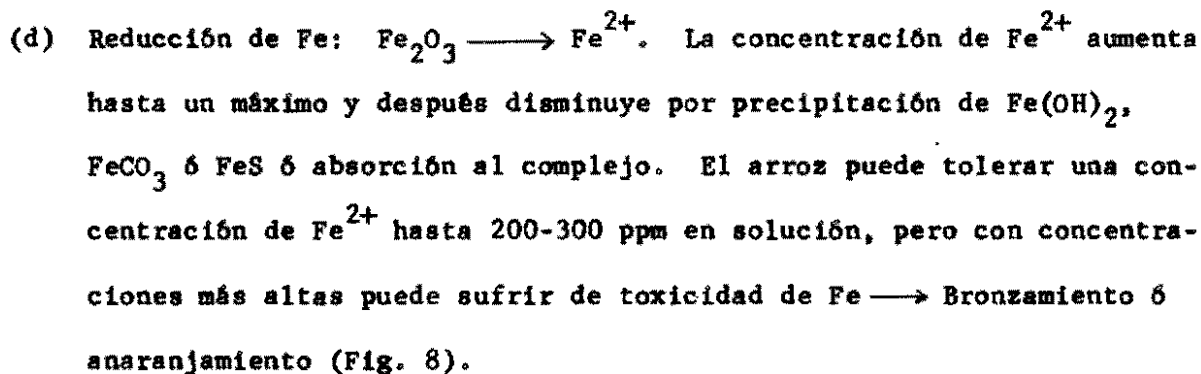 (d) Reducción de Fe: Fe₂O₃ ⟶ Fe²⁺. La concentración de Fe²⁺ aumenta
hasta un máximo y después disminuye por precipitación de Fe(OH)₂,
FeCO₃ ó FeS ó absorción al complejo. El arroz puede tolerar una con-
centración de Fe²⁺ hasta 200-300 ppm en solución, pero con concentra-
ciones más altas puede sufrir de toxicidad de Fe ⟶ Bronzamiento ó
anaranjamiento (Fig. 8).